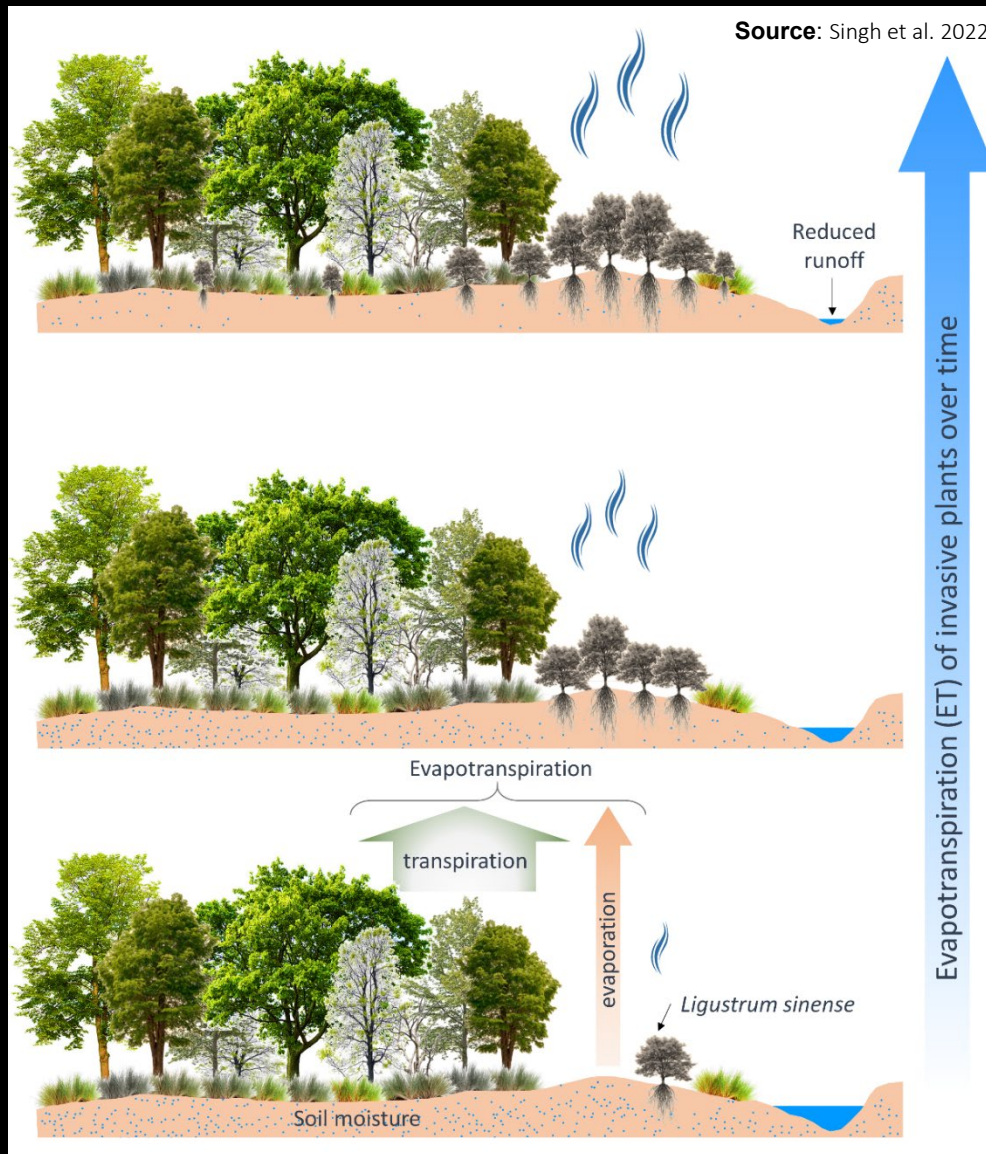 Source: Singh et al. 2022
Reduced
runoff
Evapotranspiration (ET) of invasive plants over time
Evapotranspiration
transpiration
evaporation
Ligustrum sinense
Soil moisture